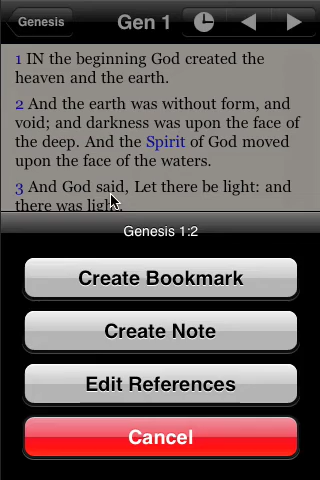 Genesis
Gen 1
1 IN the beginning God created the
heaven and the earth.
2 And the earth was without form, and
void; and darkness was upon the face of
the deep. And the Spirit of God moved
upon the face of the waters.
3 And God said, Let there be light: and
there was light.
Genesis 1:2
Create Bookmark
Create Note
Edit References
Cancel